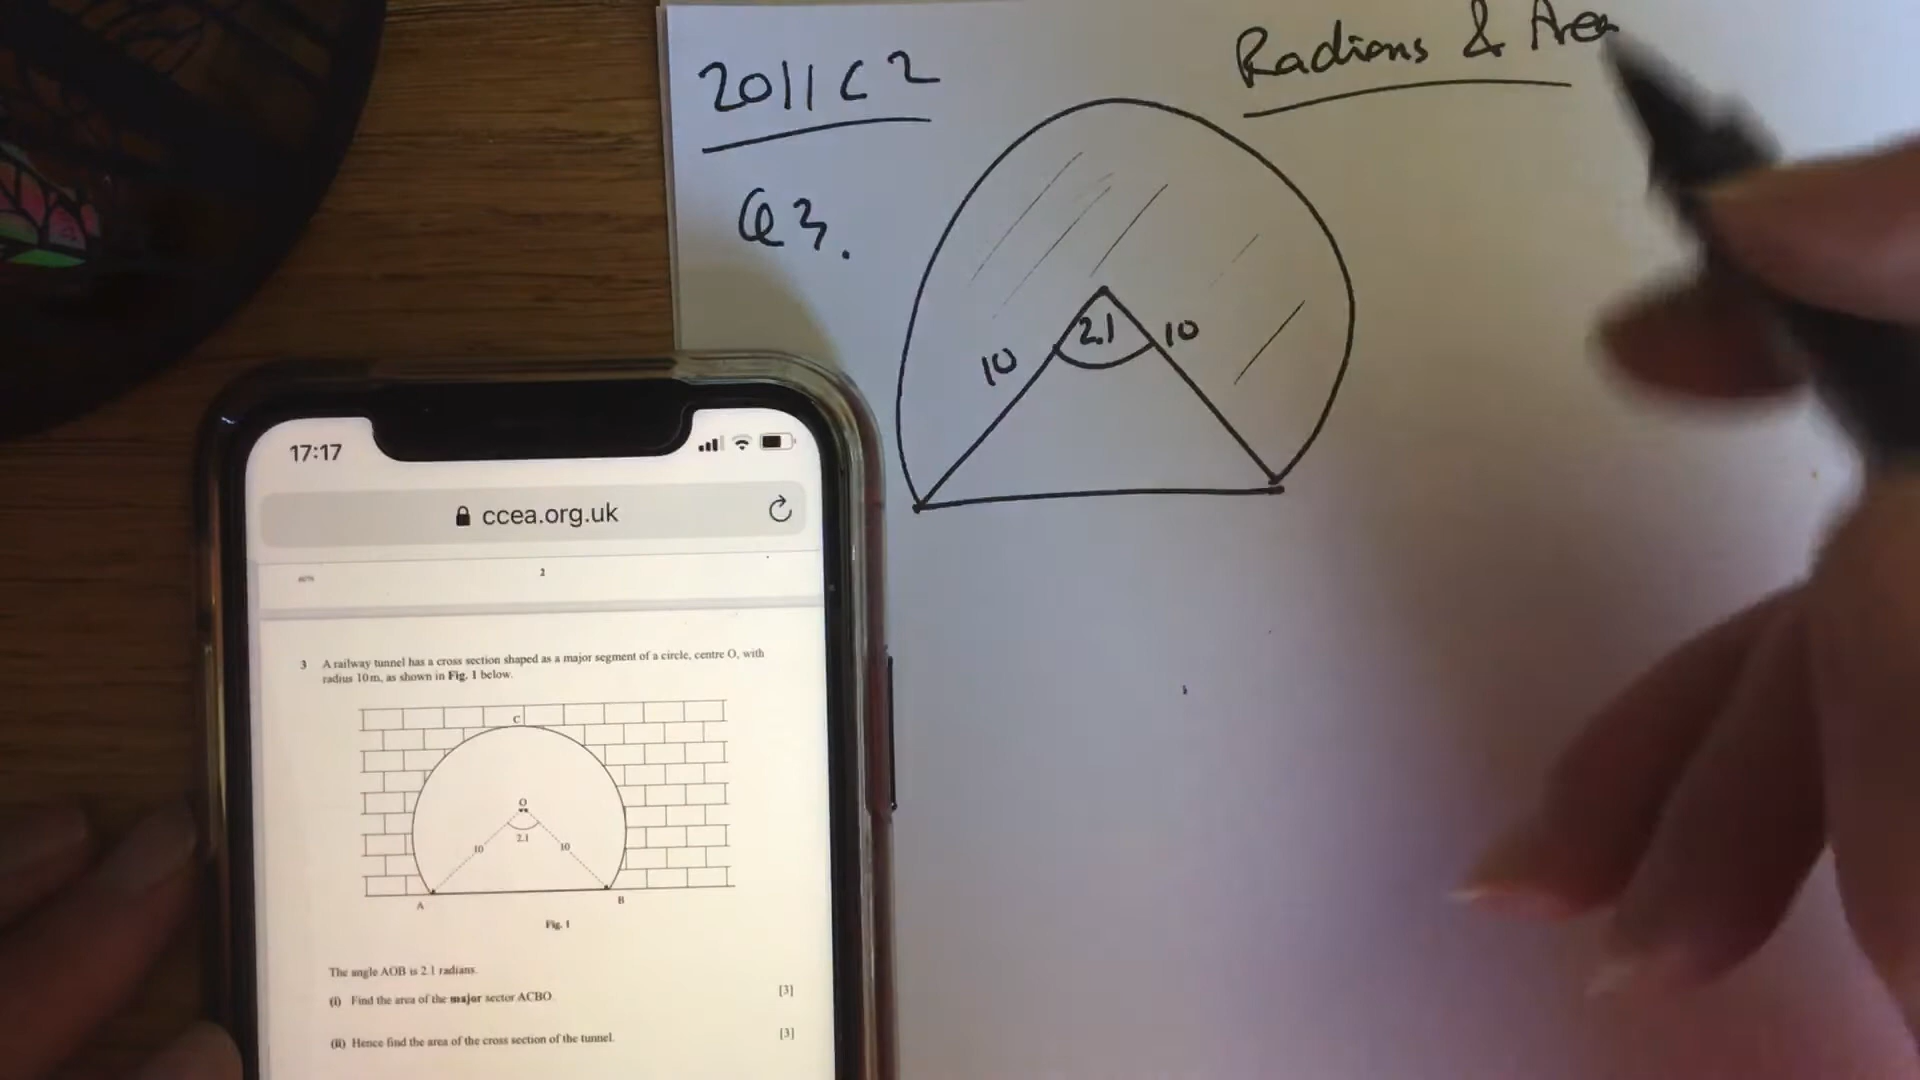 2011 C2
Radians & Area
Q3.
2.1
10
10
17:17
ccea.org.uk
2
3 A railway tunnel has a cross section shaped as a major segment of a circle, centre O, with
radius 10 m, as shown in Fig. 1 below.
C
O
2.1
10
10
A
B
Fig. 1
The angle AOB is 2.1 radians.
(i) Find the area of the major sector ACBO. [3]
(ii) Hence find the area of the cross section of the tunnel. [3]